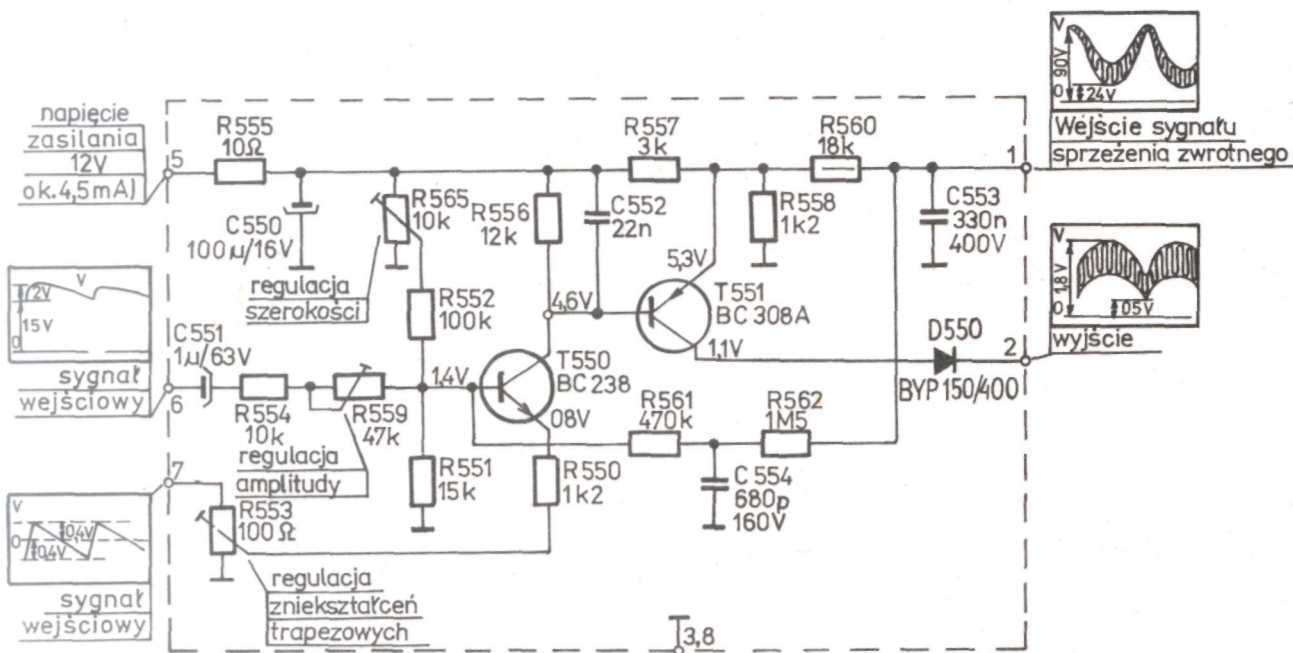 napięcie
zasilania
12V
ok.4,5mA)
5
R555
10Ω
C550
100μ/16V
R565
10k
regulacja
szerokości
R556
12k
C552
22n
R557
3k
R560
18k
R558
1k2
1
C553
330n
400V
V
90V
0
24V
Wejście sygnału
sprzeżenia zwrotnego
5,3V
4,6V
T551
BC 308A
1,1V
D550
BYP 150/400
2
V
1,8V
0
05V
wyjście
V
/2V
15V
0
sygnał
wejściowy
6
C551
1μ/63V
R554
10k
R559
47k
regulacja
amplitudy
R552
100k
1,4V
T550
BC 238
08V
R551
15k
R550
1k2
R561
470k
R562
1M5
C554
680p
160V
7
R553
100Ω
V
0
0,4V
0,4V
sygnał
wejściowy
regulacja
zniekształceń
trapezowych
3,8